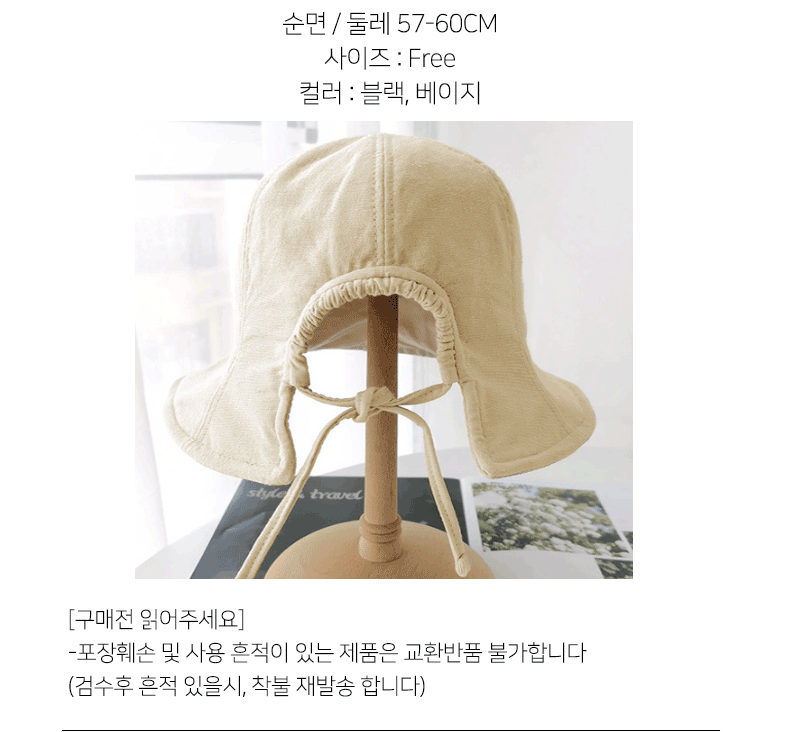 순면 / 둘레 57-60CM
사이즈 : Free
컬러 : 블랙, 베이지
style & travel
[구매전 읽어주세요]
-포장훼손 및 사용 흔적이 있는 제품은 교환반품 불가합니다
(검수후 흔적 있을시, 착불 재발송 합니다)